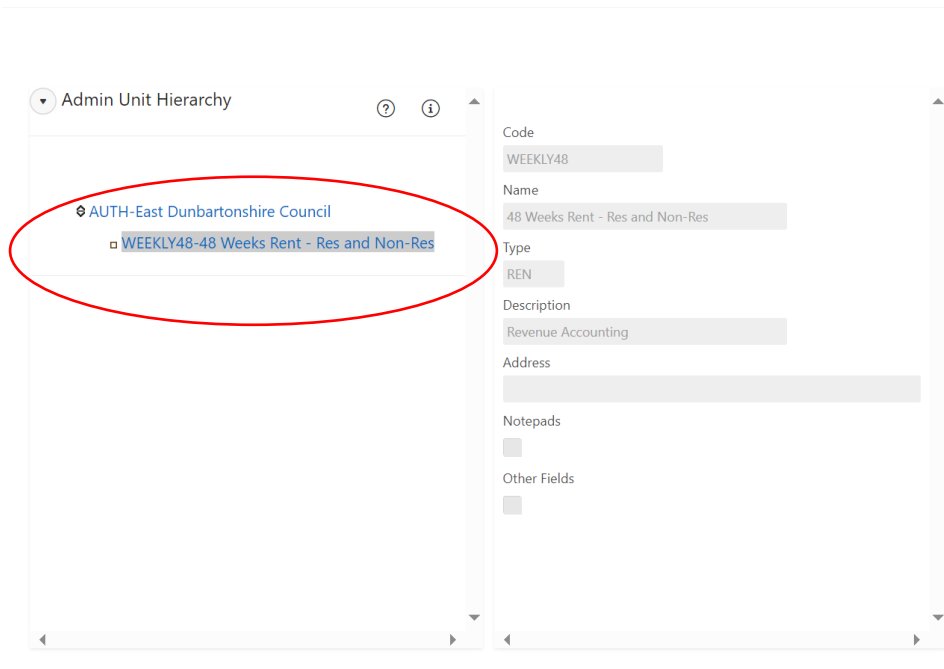 Admin Unit Hierarchy
AUTH-East Dunbartonshire Council
WEEKLY48-48 Weeks Rent - Res and Non-Res
Code
WEEKLY48
Name
48 Weeks Rent - Res and Non-Res
Type
REN
Description
Revenue Accounting
Address
Notepads
Other Fields